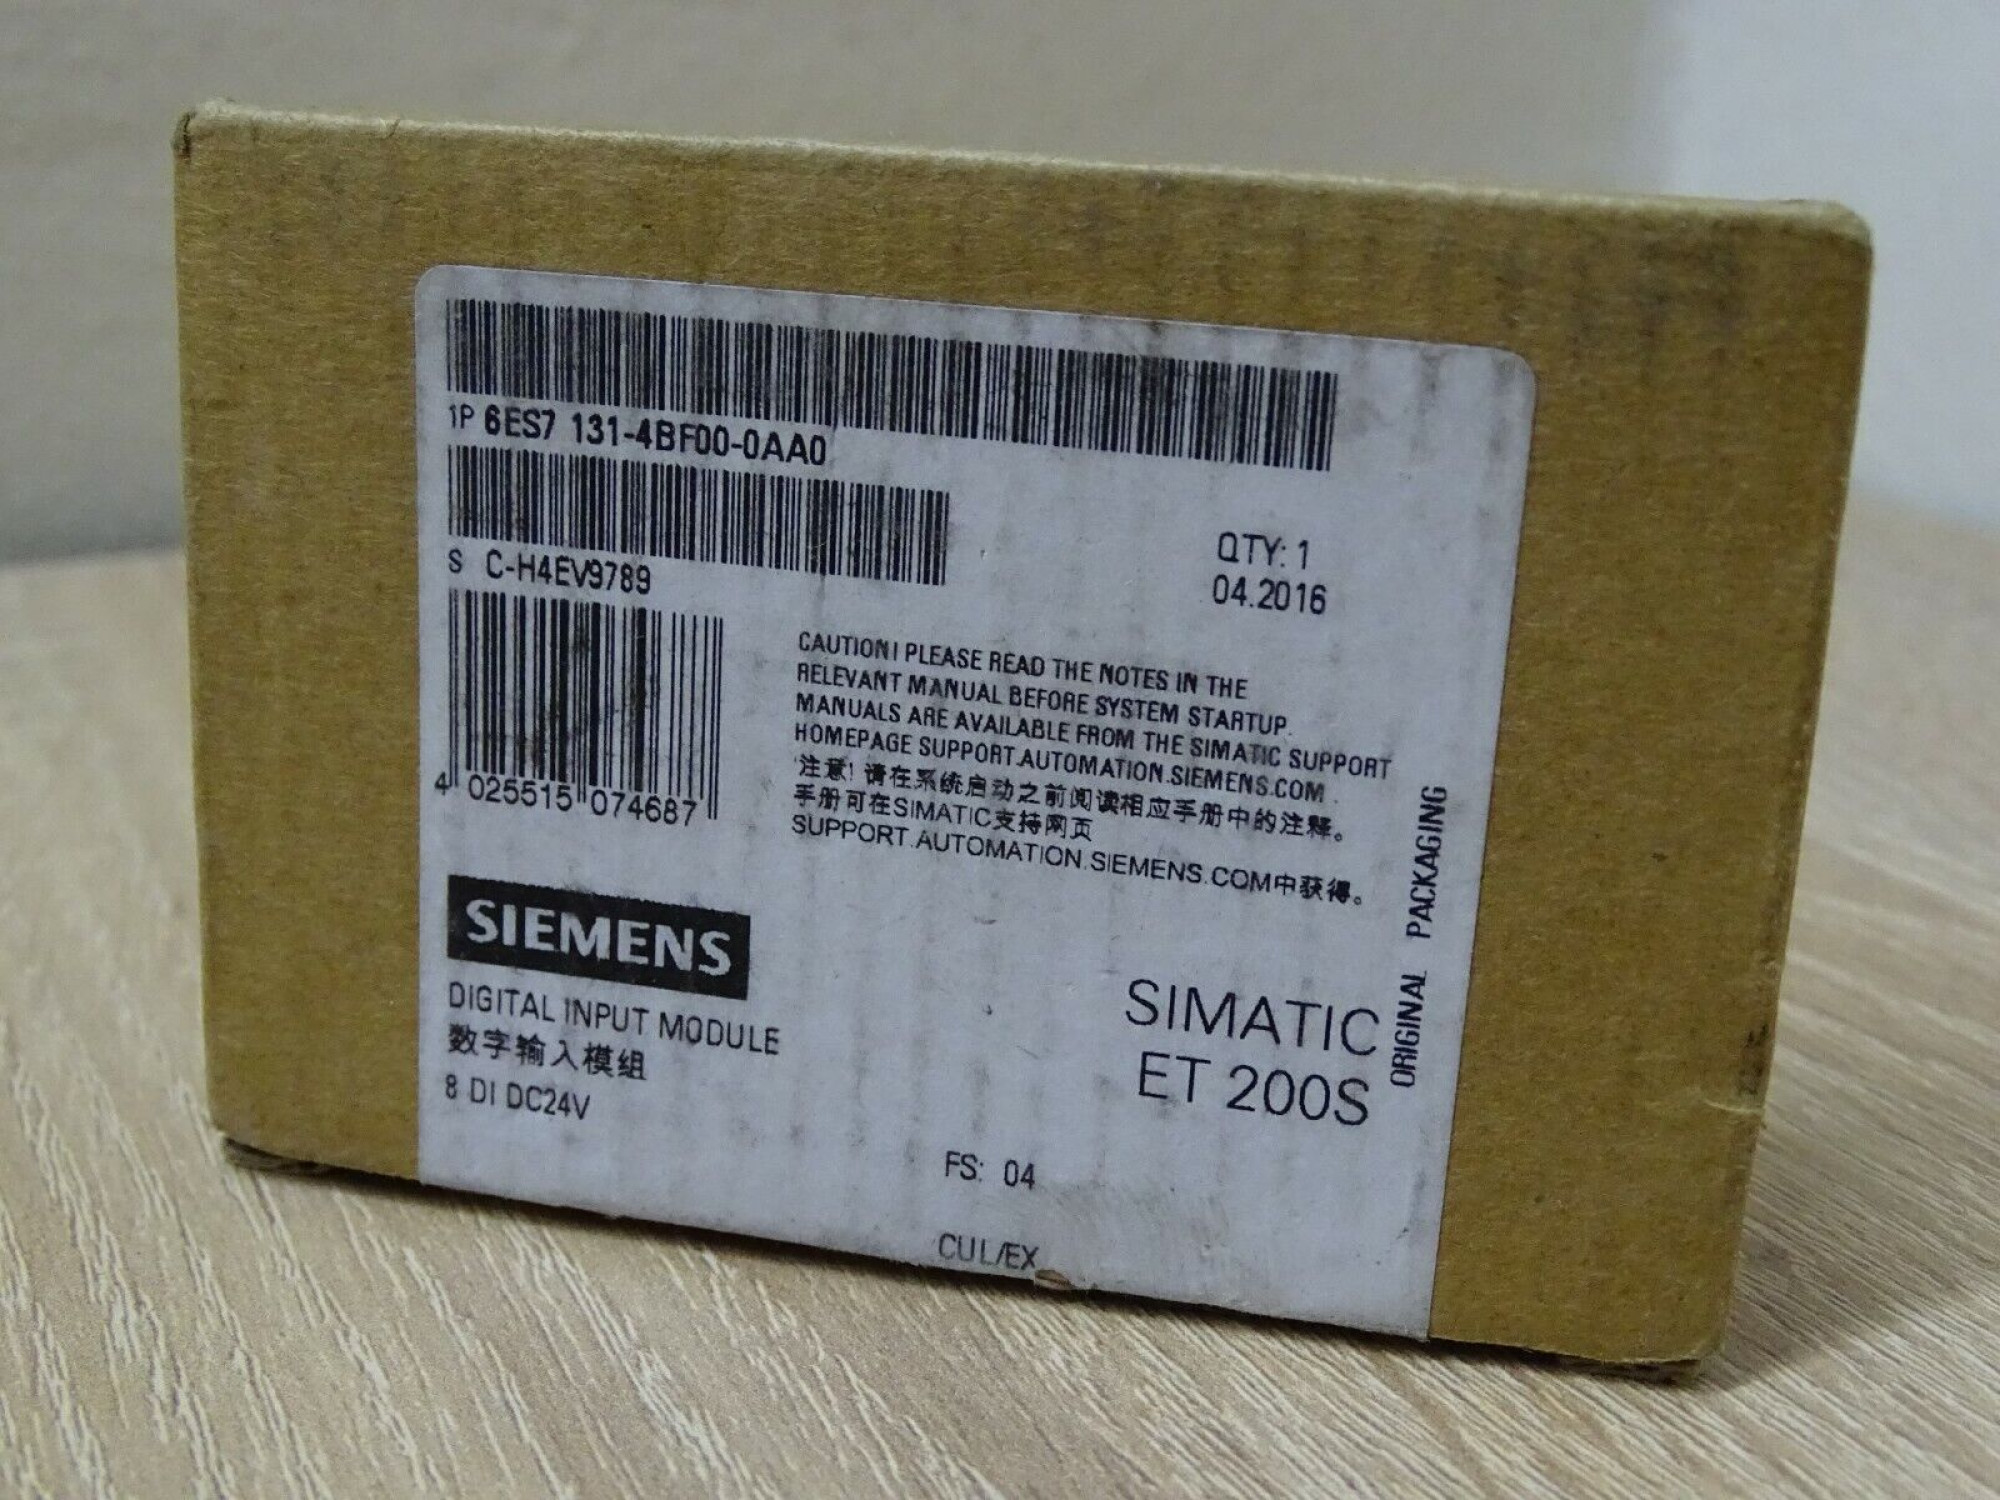 1P 6ES7 131-4BF00-0AA0
S C-H4EV9789
QTY: 1
04.2016
4 025515 074687
CAUTION! PLEASE READ THE NOTES IN THE
RELEVANT MANUAL BEFORE SYSTEM STARTUP.
MANUALS ARE AVAILABLE FROM THE SIMATIC SUPPORT
HOMEPAGE SUPPORT.AUTOMATION.SIEMENS.COM.
注意! 请在系统启动之前阅读相应手册中的注释。
手册可在SIMATIC支持网页
SUPPORT.AUTOMATION.SIEMENS.COM中获得。
ORIGINAL PACKAGING
SIEMENS
DIGITAL INPUT MODULE
数字输入模组
8 DI DC24V
SIMATIC
ET 200S
FS: 04
CUL/EX